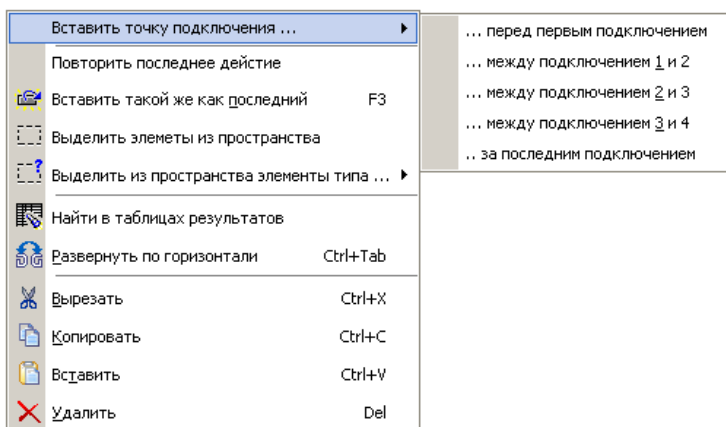 Вставить точку подключения ...
Повторить последнее дейстие
Вставить такой же как последний F3
Выделить элеметы из пространства
Выделить из пространства элементы типа ...
Найти в таблицах результатов
Развернуть по горизонтали Ctrl+Tab
Вырезать Ctrl+X
Копировать Ctrl+C
Вставить Ctrl+V
Удалить Del
... перед первым подключением
... между подключением 1 и 2
... между подключением 2 и 3
... между подключением 3 и 4
.. за последним подключением